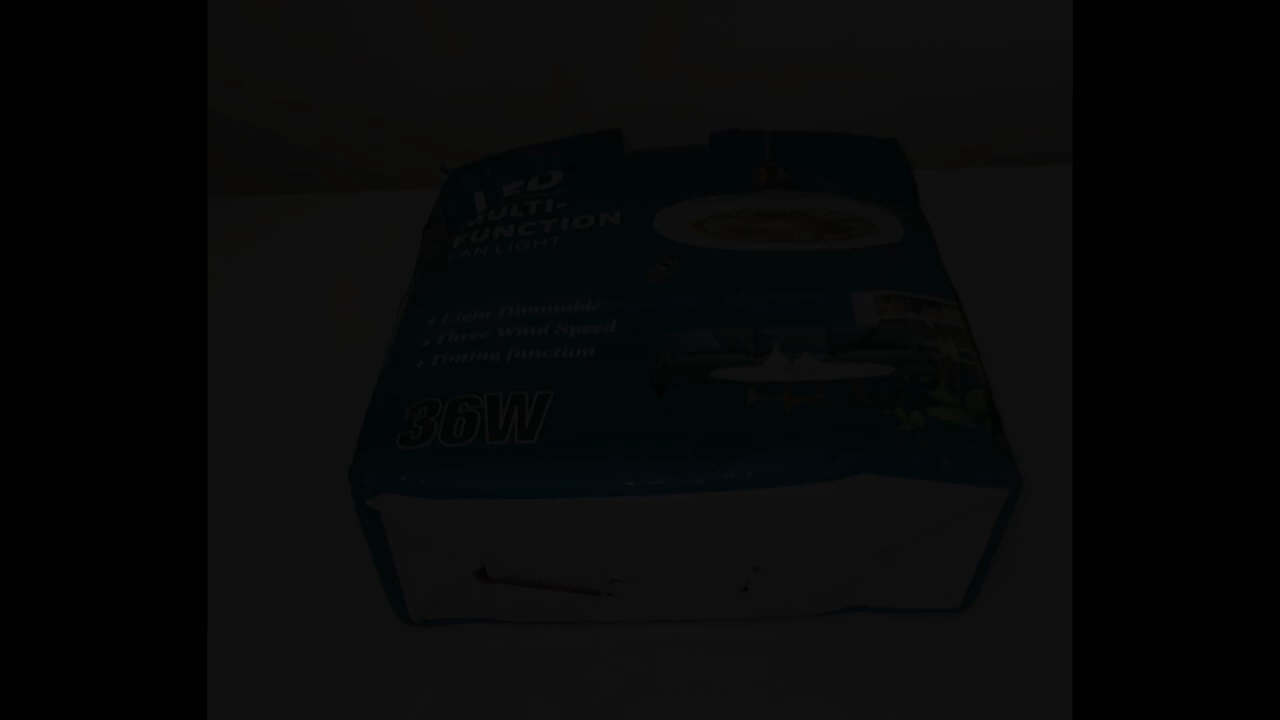 LED
MULTI-
FUNCTION
FAN LIGHT
• Light Dimmable
• Three Wind Speed
• Timing function
36W